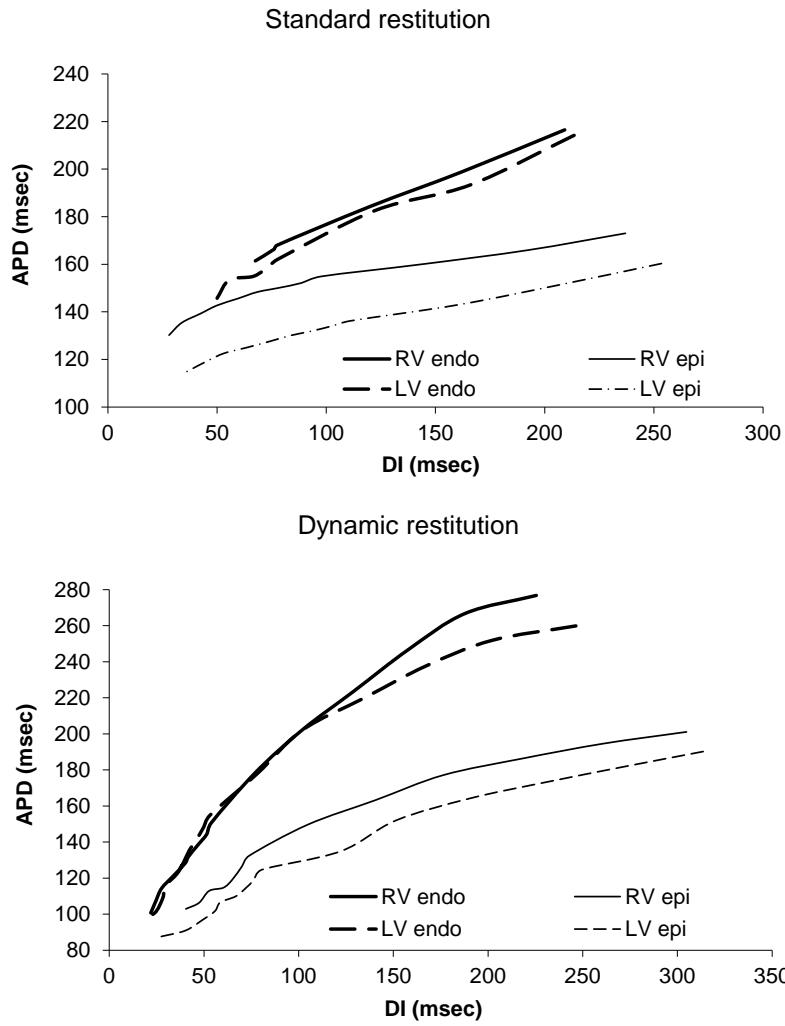 Standard restitution
240
220
200
180
160
140
120
100
APD (msec)
RV endo RV epi
LV endo LV epi
0 50 100 150 200 250 300
DI (msec)
Dynamic restitution
280
260
240
220
200
180
160
140
120
100
80
APD (msec)
RV endo RV epi
LV endo LV epi
0 50 100 150 200 250 300 350
DI (msec)